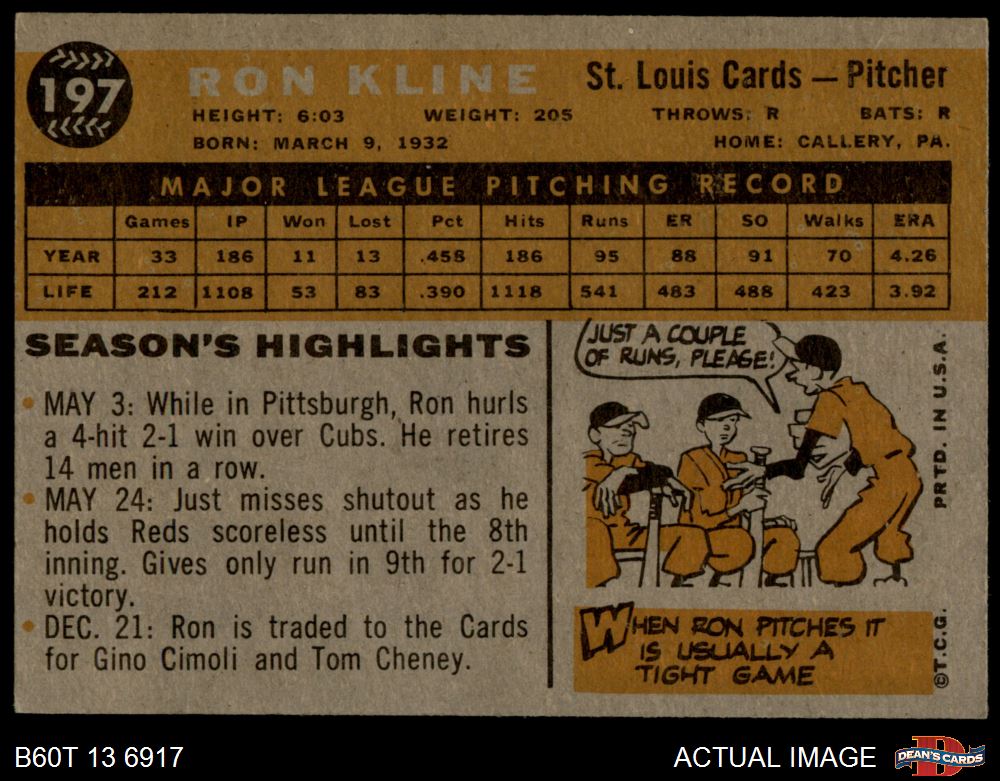 197
RON KLINE
St. Louis Cards — Pitcher
HEIGHT: 6:03 WEIGHT: 205 THROWS: R BATS: R
BORN: MARCH 9, 1932 HOME: CALLERY, PA.
MAJOR LEAGUE PITCHING RECORD
Games IP Won Lost Pct Hits Runs ER SO Walks ERA
YEAR 33 186 11 13 .458 186 95 88 91 70 4.26
LIFE 212 1108 53 83 .390 1118 541 483 488 423 3.92
SEASON'S HIGHLIGHTS
• MAY 3: While in Pittsburgh, Ron hurls
a 4-hit 2-1 win over Cubs. He retires
14 men in a row.
• MAY 24: Just misses shutout as he
holds Reds scoreless until the 8th
inning. Gives only run in 9th for 2-1
victory.
• DEC. 21: Ron is traded to the Cards
for Gino Cimoli and Tom Cheney.
JUST A COUPLE
OF RUNS, PLEASE!
WHEN RON PITCHES IT
IS USUALLY A
TIGHT GAME
PRTD. IN U.S.A.
©T.C.G.
B60T 13 6917
ACTUAL IMAGE
D
DEAN'S CARDS